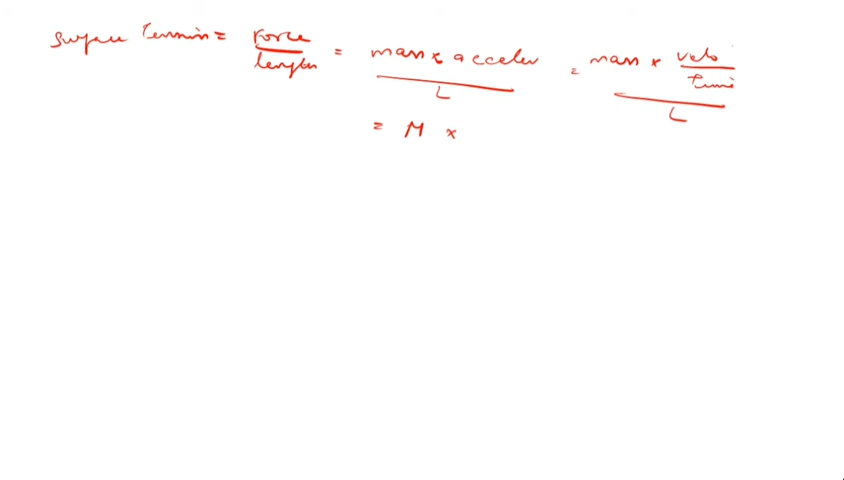 Surface Tension = Force / length = mass x acceler / L = mass x velo / time / L
= M x